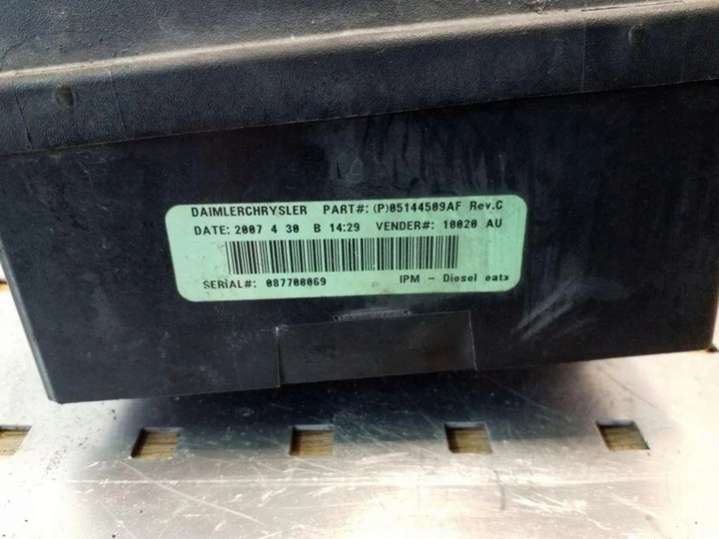 DAIMLERCHRYSLER PART#: (P)05144509AF Rev.C
DATE: 2007 4 30 B 14:29 VENDER#: 10020 AU
SERIAL#: 087700069 IPM - Diesel eatx